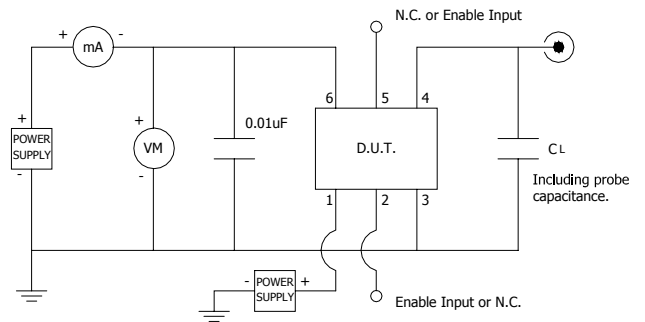 N.C. or Enable Input
+ mA -
6 5 4
+
POWER
SUPPLY
-
+
VM
-
0.01uF
D.U.T.
CL
Including probe
capacitance.
1 2 3
- POWER
SUPPLY +
Enable Input or N.C.